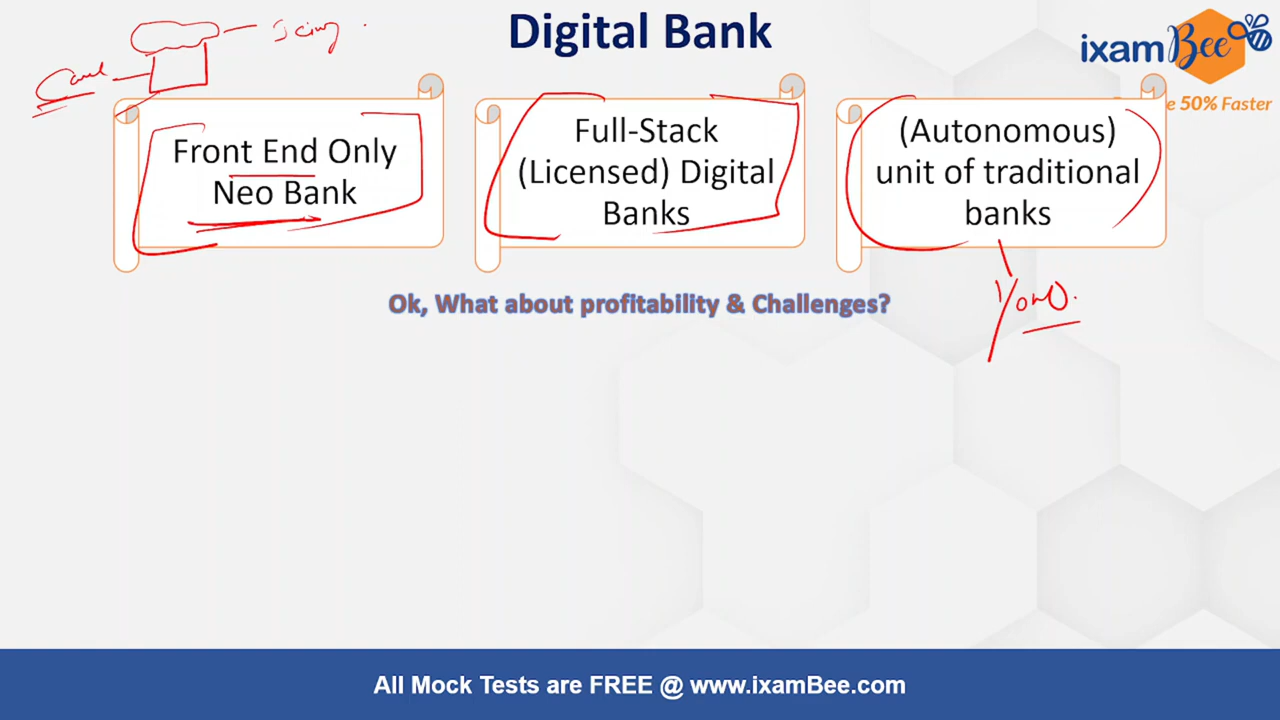 Icing
Digital Bank
ixamBee
e 50% Faster
Front End Only
Neo Bank
Full-Stack
(Licensed) Digital
Banks
(Autonomous)
unit of traditional
banks
Ok, What about profitability & Challenges?
All Mock Tests are FREE @ www.ixamBee.com